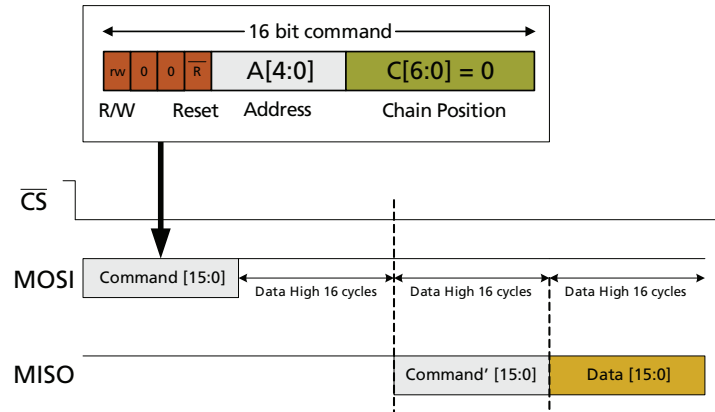 16 bit command
rw 0 0 R̅ A[4:0] C[6:0] = 0
R/W Reset Address Chain Position
C̅S̅
MOSI Command [15:0]
Data High 16 cycles Data High 16 cycles Data High 16 cycles
MISO Command’ [15:0] Data [15:0]